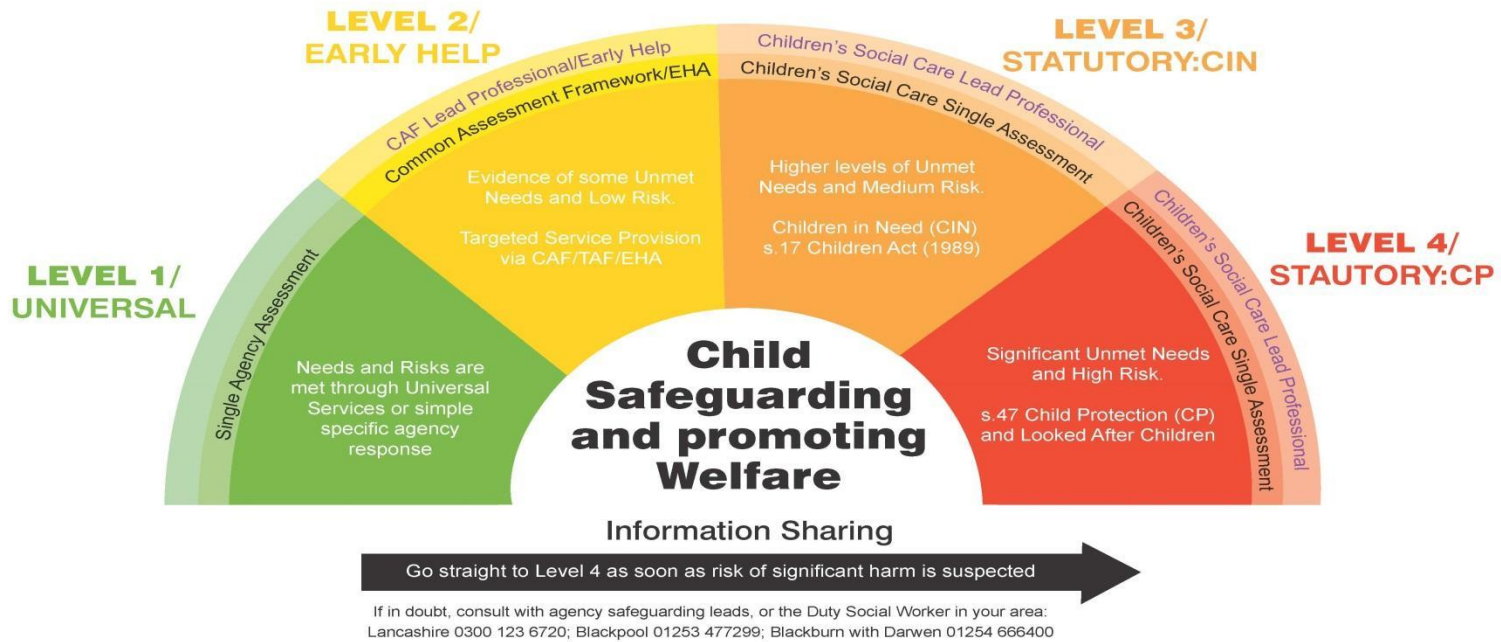 LEVEL 1/
UNIVERSAL
Single Agency Assessment
Needs and Risks are
met through Universal
Services or simple
specific agency
response
LEVEL 2/
EARLY HELP
CAF Lead Professional/Early Help
Common Assessment Framework/EHA
Evidence of some Unmet
Needs and Low Risk.
Targeted Service Provision
via CAF/TAF/EHA
LEVEL 3/
STATUTORY:CIN
Children's Social Care Lead Professional
Children's Social Care Single Assessment
Higher levels of Unmet
Needs and Medium Risk.
Children in Need (CIN)
s.17 Children Act (1989)
LEVEL 4/
STAUTORY:CP
Children's Social Care Lead Professional
Children's Social Care Single Assessment
Significant Unmet Needs
and High Risk.
s.47 Child Protection (CP)
and Looked After Children
Child
Safeguarding
and promoting
Welfare
Information Sharing
Go straight to Level 4 as soon as risk of significant harm is suspected
If in doubt, consult with agency safeguarding leads, or the Duty Social Worker in your area:
Lancashire 0300 123 6720; Blackpool 01253 477299; Blackburn with Darwen 01254 666400